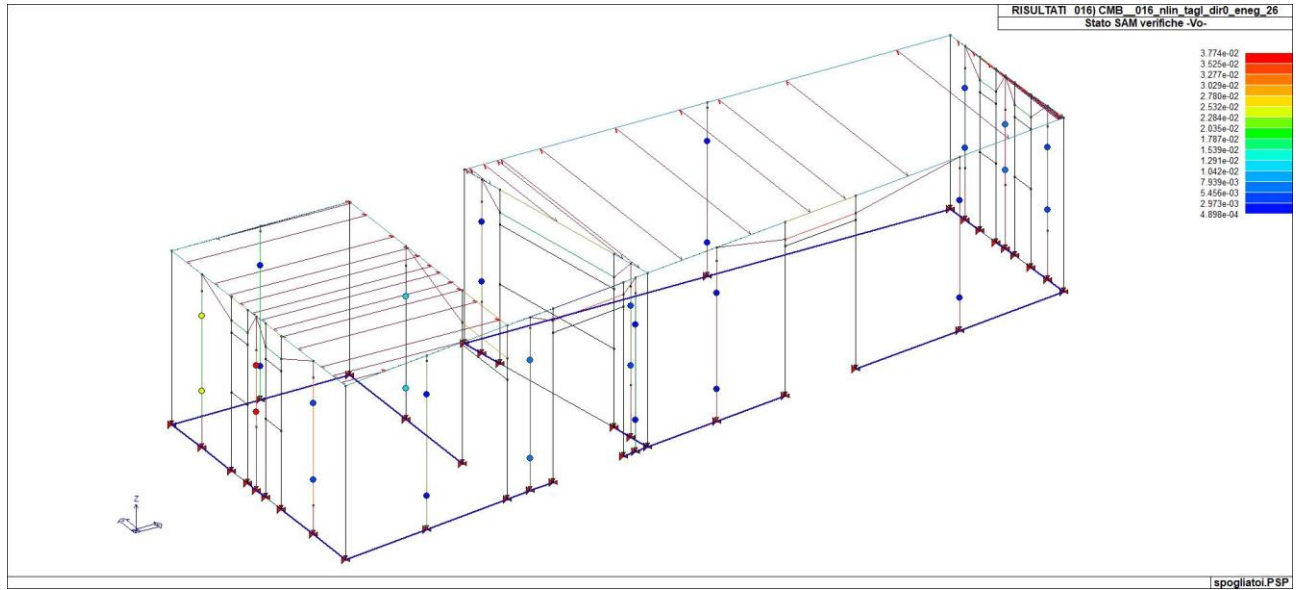 RISULTATI 016) CMB__016_nlin_tagl_dir0_eneg_26
Stato SAM verifiche -Vo-
3.774e-02
3.525e-02
3.277e-02
3.029e-02
2.780e-02
2.532e-02
2.284e-02
2.035e-02
1.787e-02
1.539e-02
1.291e-02
1.042e-02
7.939e-03
5.456e-03
2.973e-03
4.898e-04
Z
spogliatoi.PSP